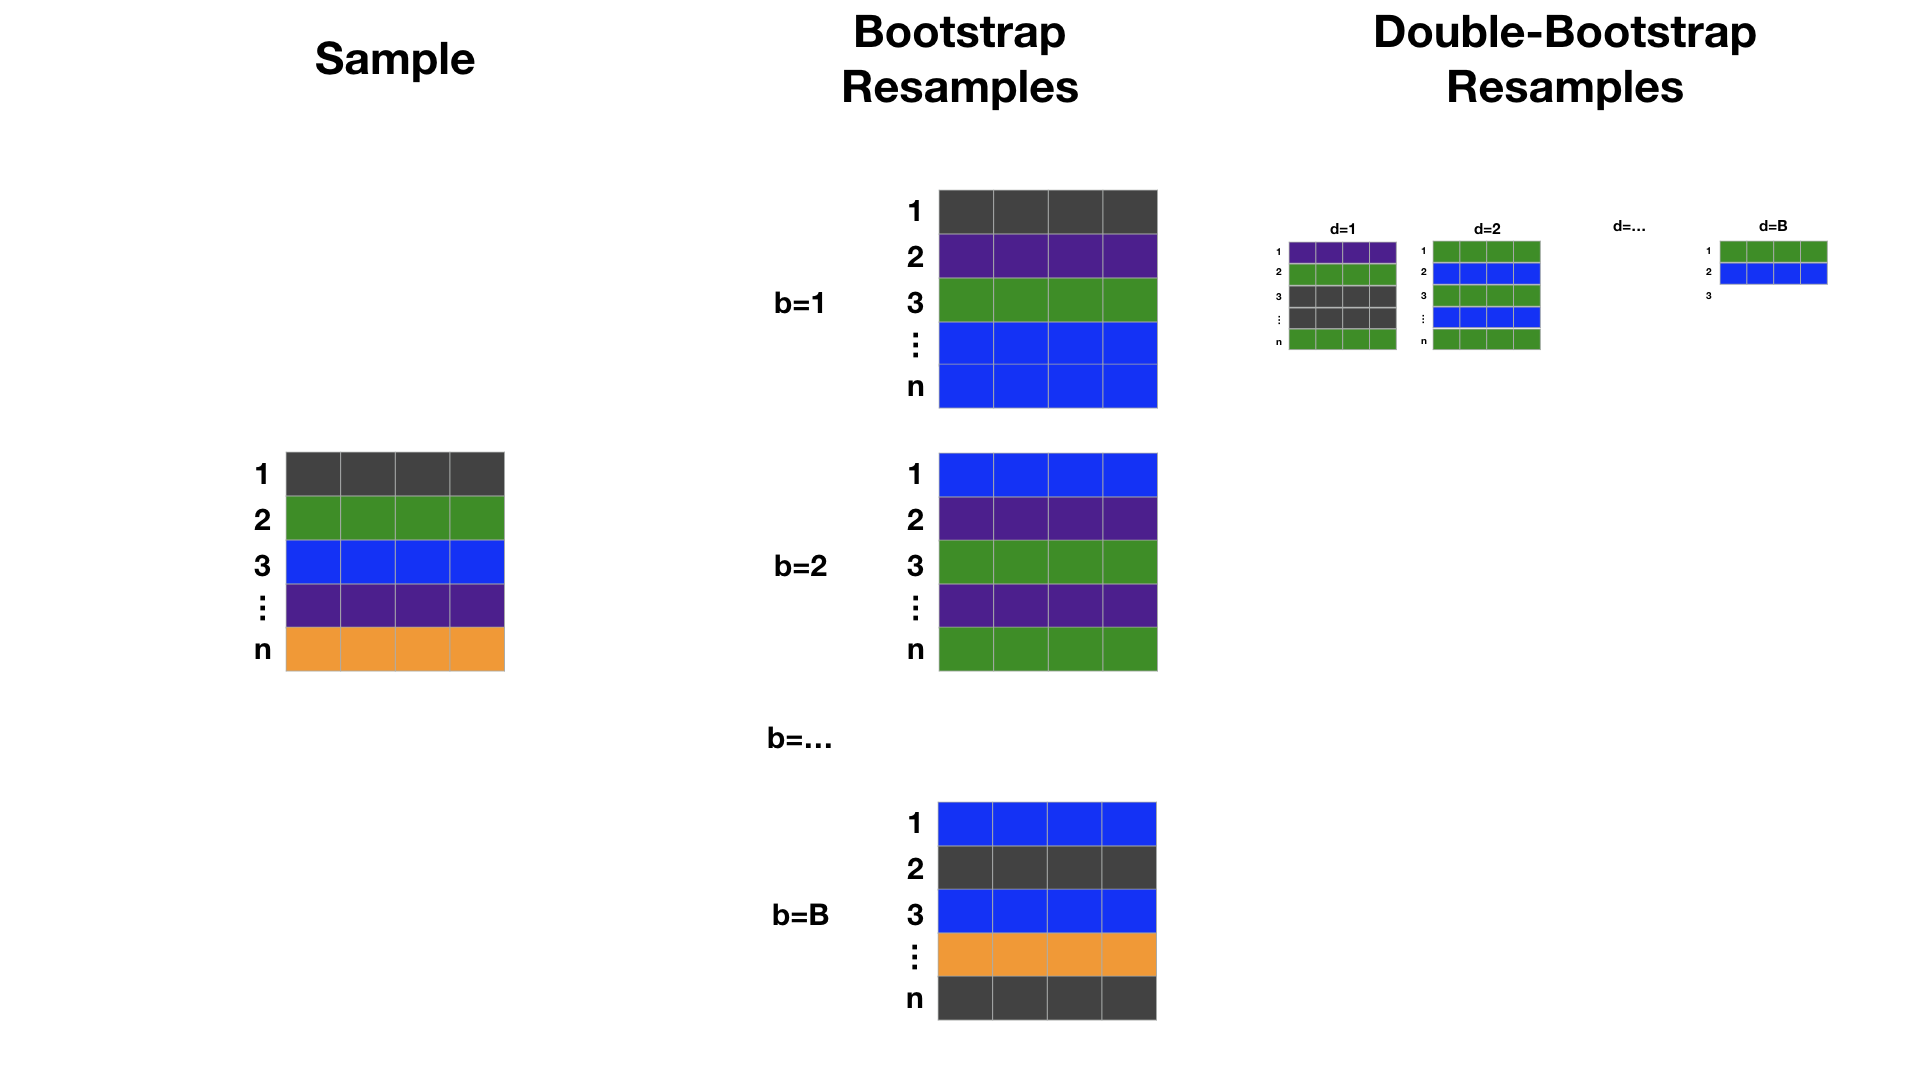 Sample
Bootstrap
Resamples
Double-Bootstrap
Resamples
b=1
1
2
3
⋮
n
d=1
1
2
3
⋮
n
d=2
1
2
3
⋮
n
d=…
d=B
1
2
3
1
2
3
⋮
n
b=2
1
2
3
⋮
n
b=…
b=B
1
2
3
⋮
n